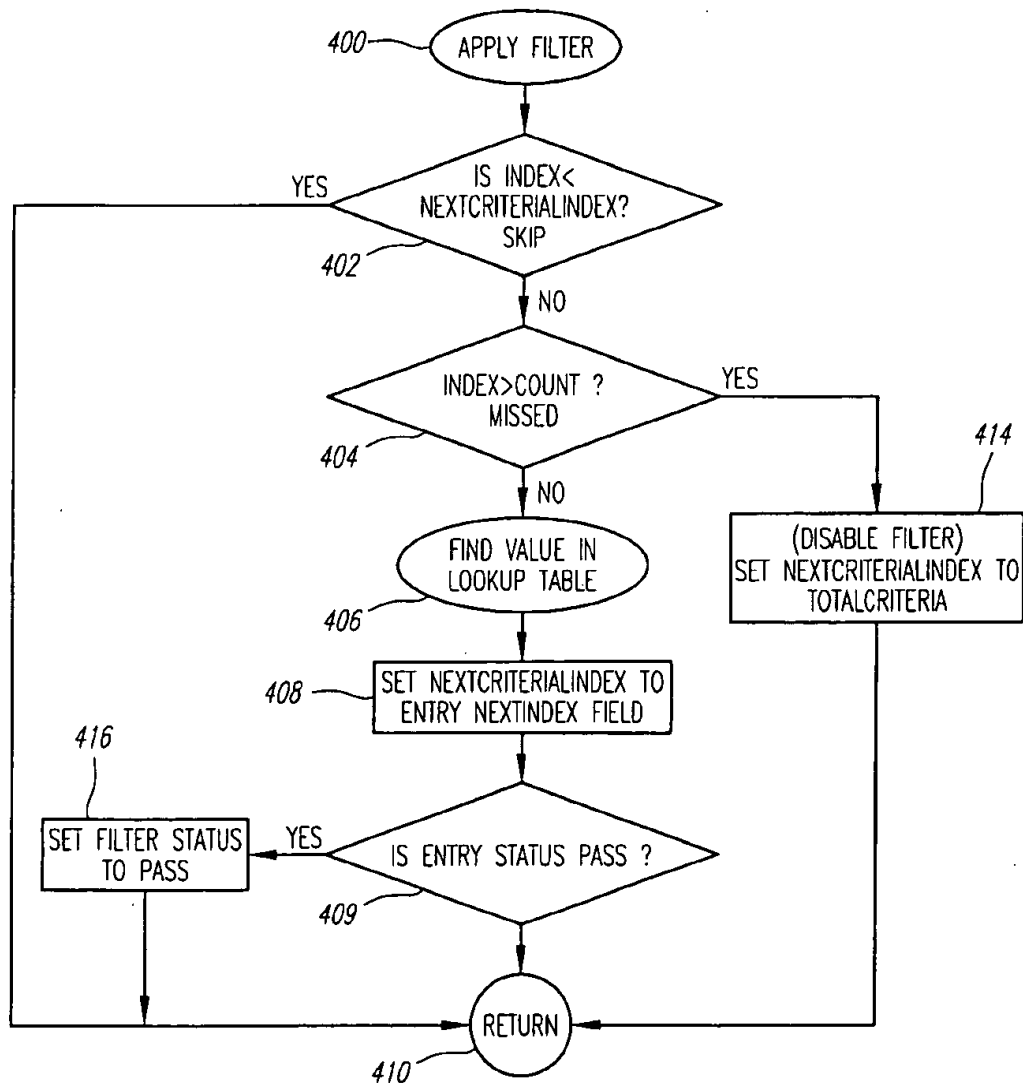 400
APPLY FILTER
IS INDEX<
NEXTCRITERIALINDEX?
SKIP
YES
402
NO
INDEX>COUNT ?
MISSED
YES
404
NO
414
(DISABLE FILTER)
SET NEXTCRITERIALINDEX TO
TOTALCRITERIA
FIND VALUE IN
LOOKUP TABLE
406
408
SET NEXTCRITERIALINDEX TO
ENTRY NEXTINDEX FIELD
416
SET FILTER STATUS
TO PASS
YES
IS ENTRY STATUS PASS ?
409
RETURN
410